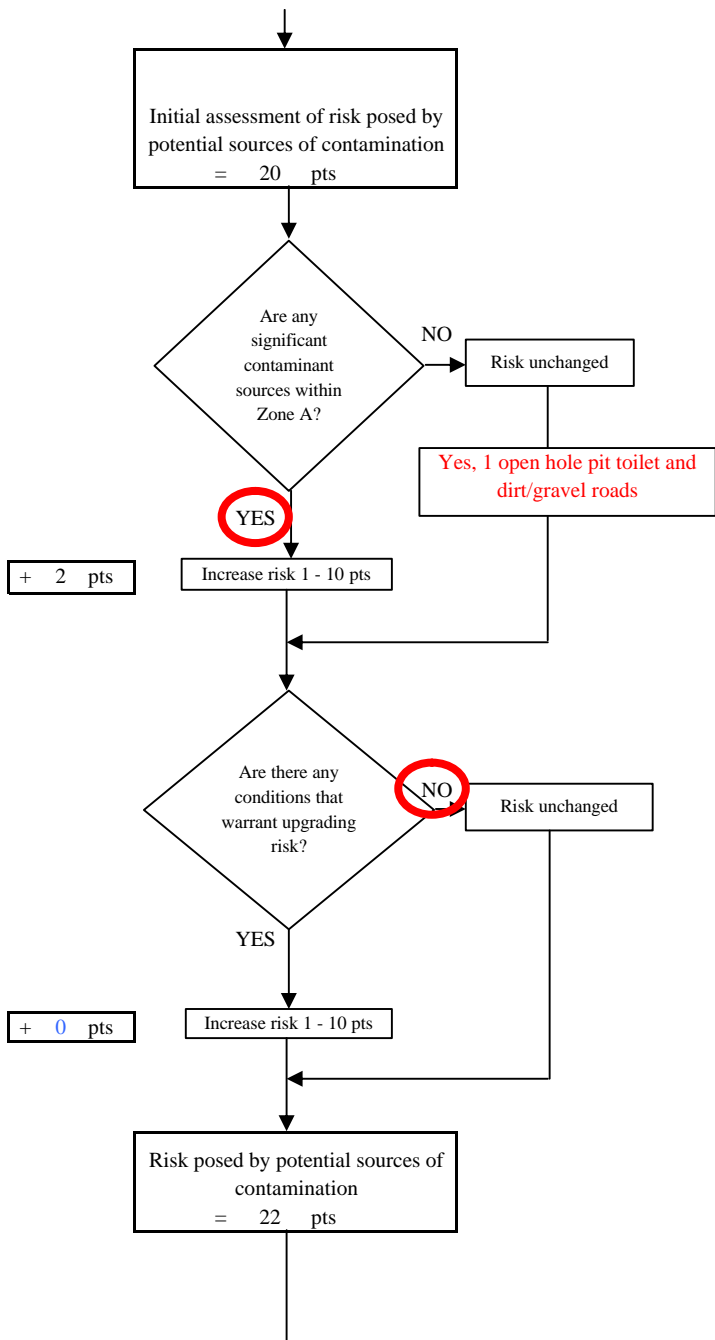 Initial assessment of risk posed by
potential sources of contamination
= 20 pts
Are any
significant
contaminant
sources within
Zone A?
NO
Risk unchanged
Yes, 1 open hole pit toilet and
dirt/gravel roads
YES
+ 2 pts
Increase risk 1 - 10 pts
Are there any
conditions that
warrant upgrading
risk?
NO
Risk unchanged
YES
+ 0 pts
Increase risk 1 - 10 pts
Risk posed by potential sources of
contamination
= 22 pts